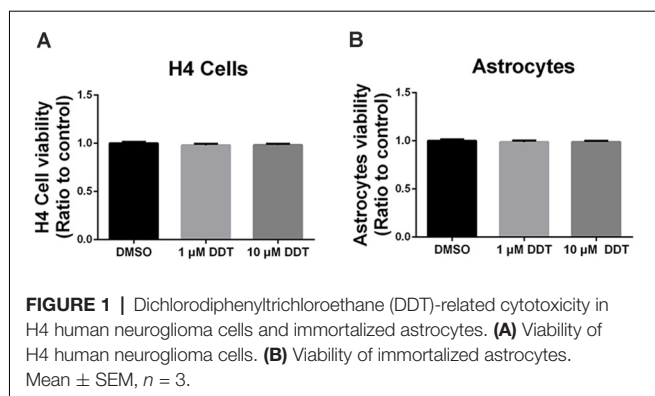 A
H4 Cells
H4 Cell viability
(Ratio to control)
1.5
1.0
0.5
0.0
DMSO 1 μM DDT 10 μM DDT
B
Astrocytes
Astrocytes viability
(Ratio to control)
1.5
1.0
0.5
0.0
DMSO 1 μM DDT 10 μM DDT
FIGURE 1 | Dichlorodiphenyltrichloroethane (DDT)-related cytotoxicity in
H4 human neuroglioma cells and immortalized astrocytes. (A) Viability of
H4 human neuroglioma cells. (B) Viability of immortalized astrocytes.
Mean ± SEM, n = 3.